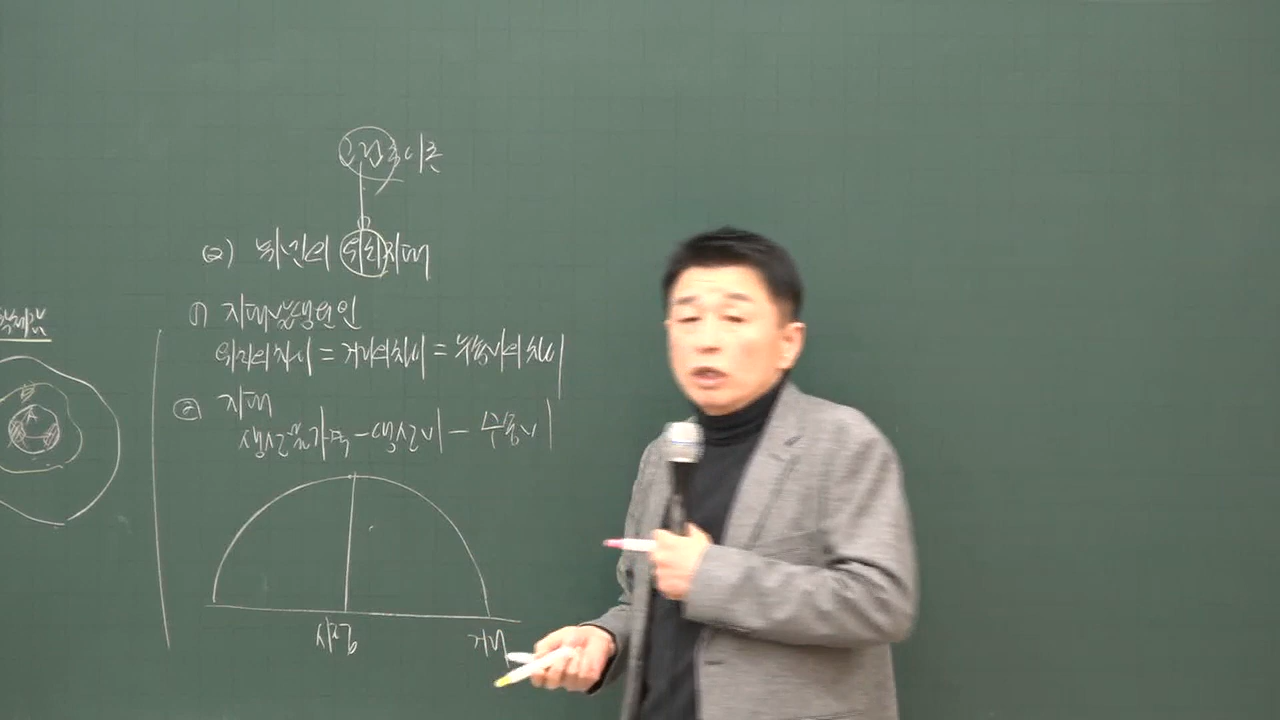 (2) 튀넨의 위치지대
① 지대발생원인
위치의 차이 = 거리의 차이 = 수송비의 차이
② 지대
생산물가격 - 생산비 - 수송비
시장
거리